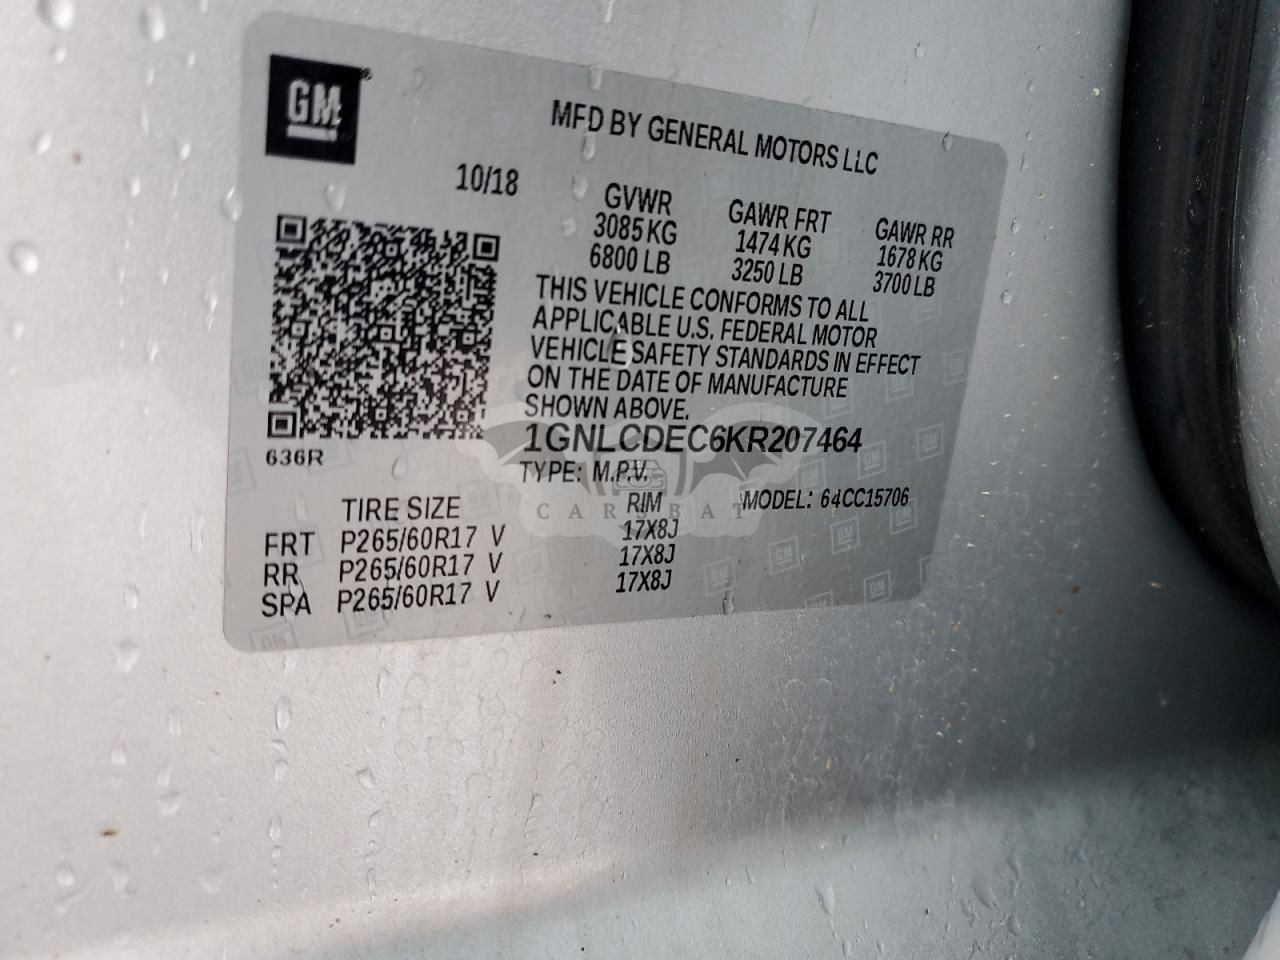 GM®
MFD BY GENERAL MOTORS LLC
10/18
GVWR GAWR FRT GAWR RR
3085 KG 1474 KG 1678 KG
6800 LB 3250 LB 3700 LB
THIS VEHICLE CONFORMS TO ALL
APPLICABLE U.S. FEDERAL MOTOR
VEHICLE SAFETY STANDARDS IN EFFECT
ON THE DATE OF MANUFACTURE
SHOWN ABOVE.
1GNLCDEC6KR207464
636R
TYPE: M.P.V.
CARSBAT
TIRE SIZE RIM MODEL: 64CC15706
FRT P265/60R17 V 17X8J
RR P265/60R17 V 17X8J
SPA P265/60R17 V 17X8J